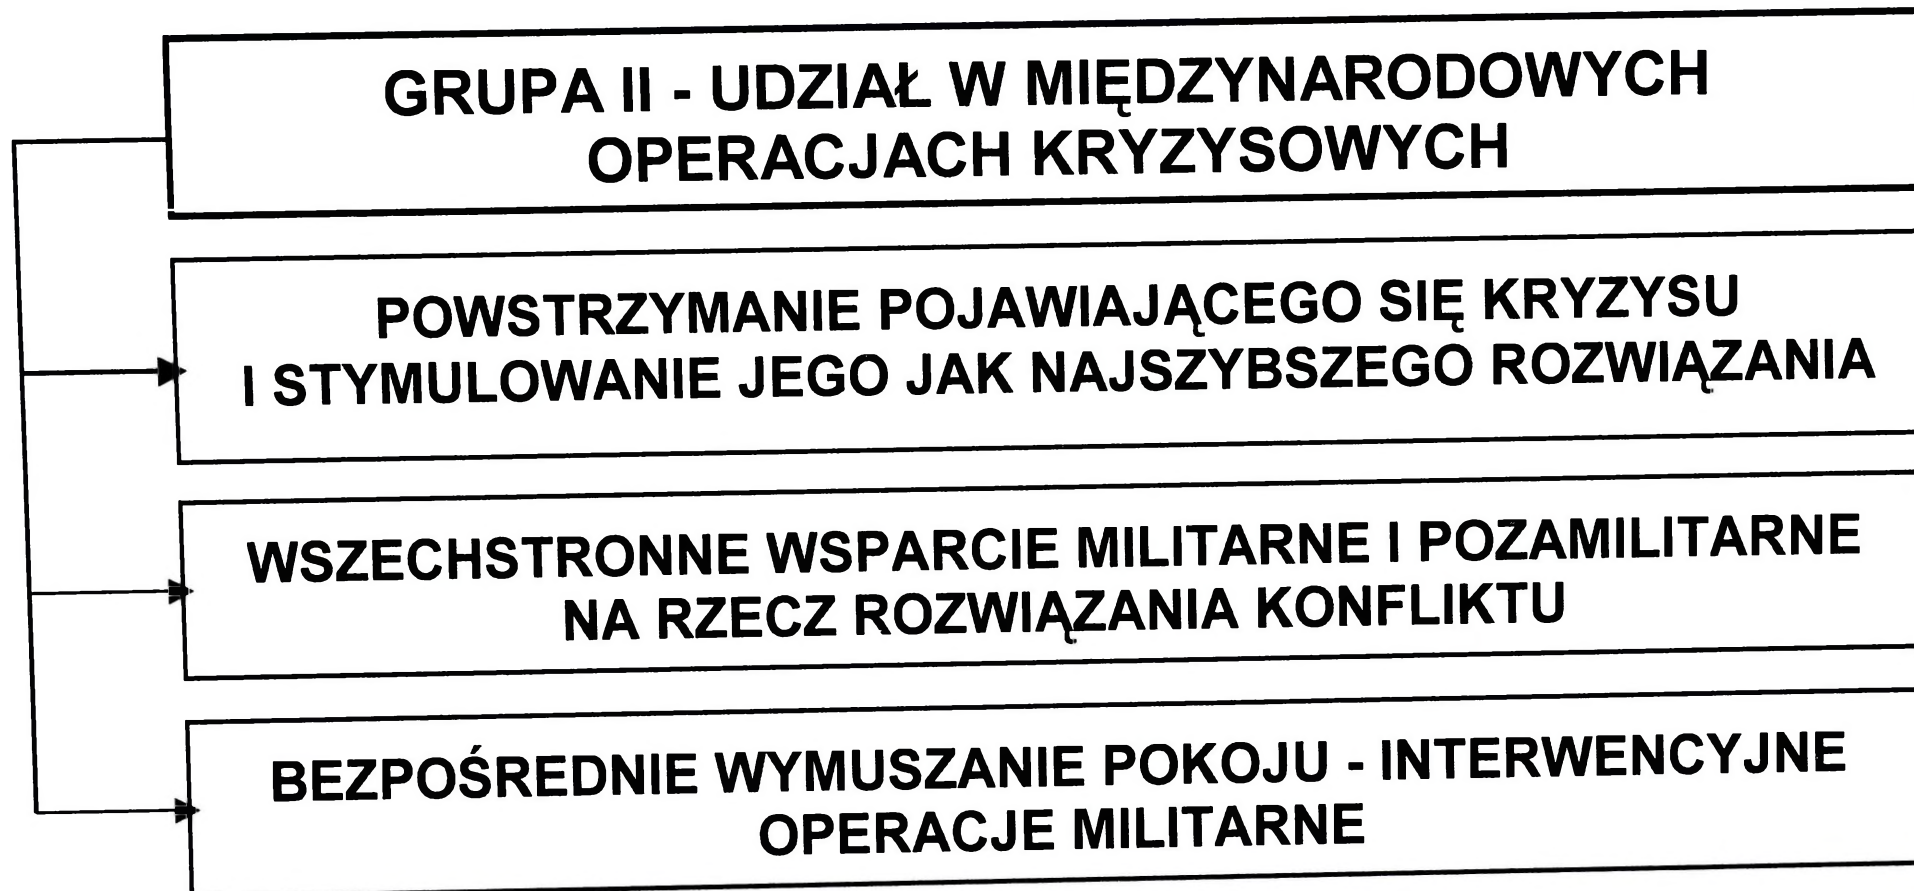 GRUPA II - UDZIAŁ W MIĘDZYNARODOWYCH
OPERACJACH KRYZYSOWYCH
POWSTRZYMANIE POJAWIAJĄCEGO SIĘ KRYZYSU
I STYMULOWANIE JEGO JAK NAJSZYBSZEGO ROZWIĄZANIA
WSZECHSTRONNE WSPARCIE MILITARNE I POZAMILITARNE
NA RZECZ ROZWIĄZANIA KONFLIKTU
BEZPOŚREDNIE WYMUSZANIE POKOJU - INTERWENCYJNE
OPERACJE MILITARNE